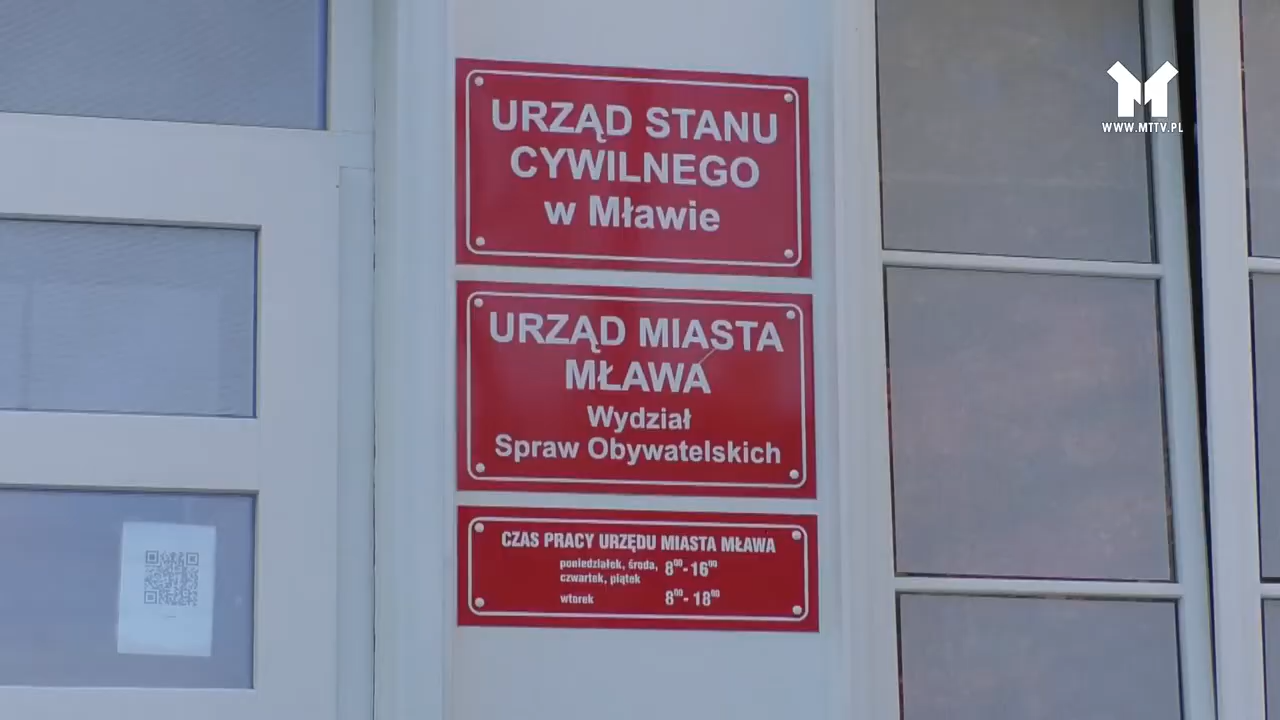 WWW.MTTV.PL
URZĄD STANU
CYWILNEGO
w Mławie
URZĄD MIASTA
MŁAWA
Wydział
Spraw Obywatelskich
CZAS PRACY URZĘDU MIASTA MŁAWA
poniedziałek, środa, 8⁰⁰-16⁰⁰
czwartek, piątek
wtorek 8⁰⁰-18⁰⁰